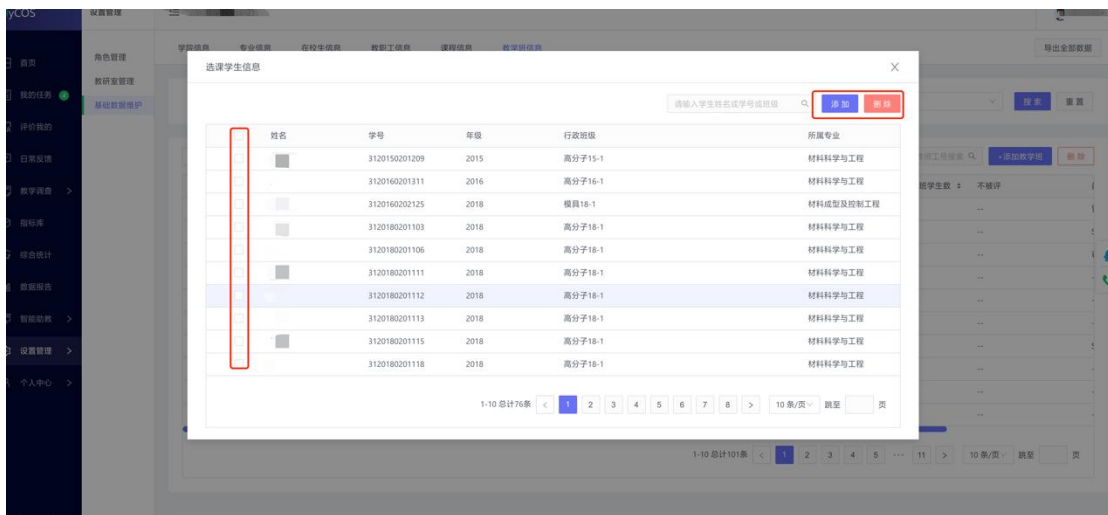 yCOS
设置管理
首页
我的任务 4
评价我的
日常反馈
教学调查 >
指标库
综合统计
数据报告
智能助教 >
设置管理 >
个人中心 >
角色管理
教研室管理
基础数据维护
学院信息 专业信息 在校生信息 教职工信息 课程信息 教学班信息
导出全部数据
搜索 重置
+添加教学班 删除
班学生数 不被评
选课学生信息
请输入学生姓名或学号或班级 添加 删除
姓名 学号 年级 行政班级 所属专业
3120150201209 2015 高分子15-1 材料科学与工程
3120160201311 2016 高分子16-1 材料科学与工程
3120160202125 2018 模具18-1 材料成型及控制工程
3120180201103 2018 高分子18-1 材料科学与工程
3120180201106 2018 高分子18-1 材料科学与工程
3120180201111 2018 高分子18-1 材料科学与工程
3120180201112 2018 高分子18-1 材料科学与工程
3120180201113 2018 高分子18-1 材料科学与工程
3120180201115 2018 高分子18-1 材料科学与工程
3120180201118 2018 高分子18-1 材料科学与工程
1-10 总计76条 < 1 2 3 4 5 6 7 8 > 10 条/页 跳至 页
1-10 总计101条 < 1 2 3 4 5 ··· 11 > 10 条/页 跳至 页